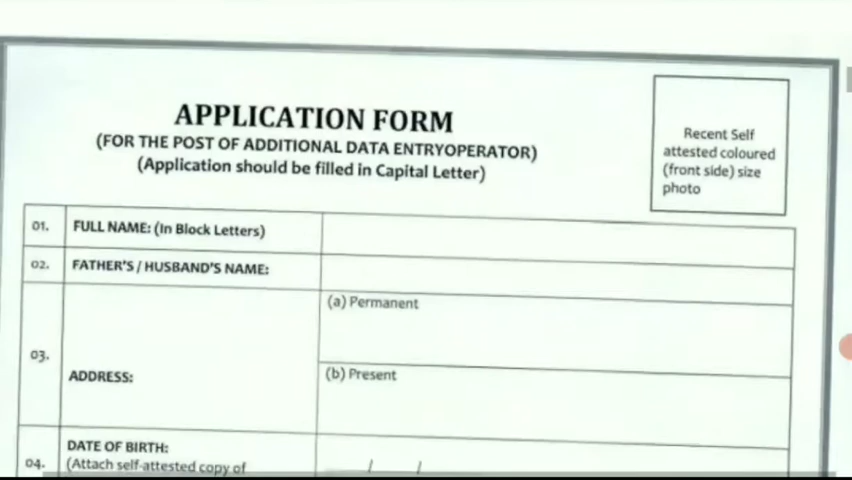 APPLICATION FORM
(FOR THE POST OF ADDITIONAL DATA ENTRYOPERATOR)
(Application should be filled in Capital Letter)
Recent Self
attested coloured
(front side) size
photo
01. FULL NAME: (In Block Letters)
02. FATHER'S / HUSBAND'S NAME:
03. ADDRESS:
(a) Permanent
(b) Present
04. DATE OF BIRTH:
(Attach self-attested copy of
/ /